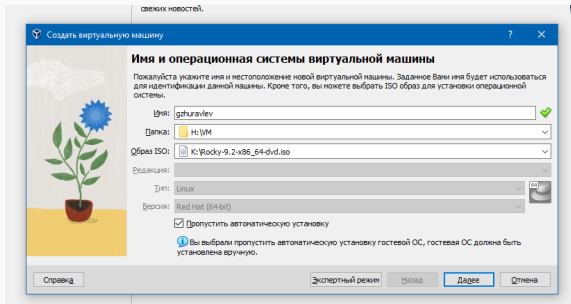 свежих новостей.
Создать виртуальную машину
? ×
Имя и операционная системы виртуальной машины
Пожалуйста укажите имя и местоположение новой виртуальной машины. Заданное Вами имя будет использоваться
для идентификации данной машины. Кроме того, вы можете выбрать ISO образ для установки операционной
системы.
Имя: gzhuravlev
Папка: H:\VM
Образ ISO: K:\Rocky-9.2-x86_64-dvd.iso
Редакция:
Тип: Linux
64
Версия: Red Hat (64-bit)
Пропустить автоматическую установку
Вы выбрали пропустить автоматическую установку гостевой ОС, гостевая ОС должна быть
установлена вручную.
Справка Экспертный режим Назад Далее Отмена